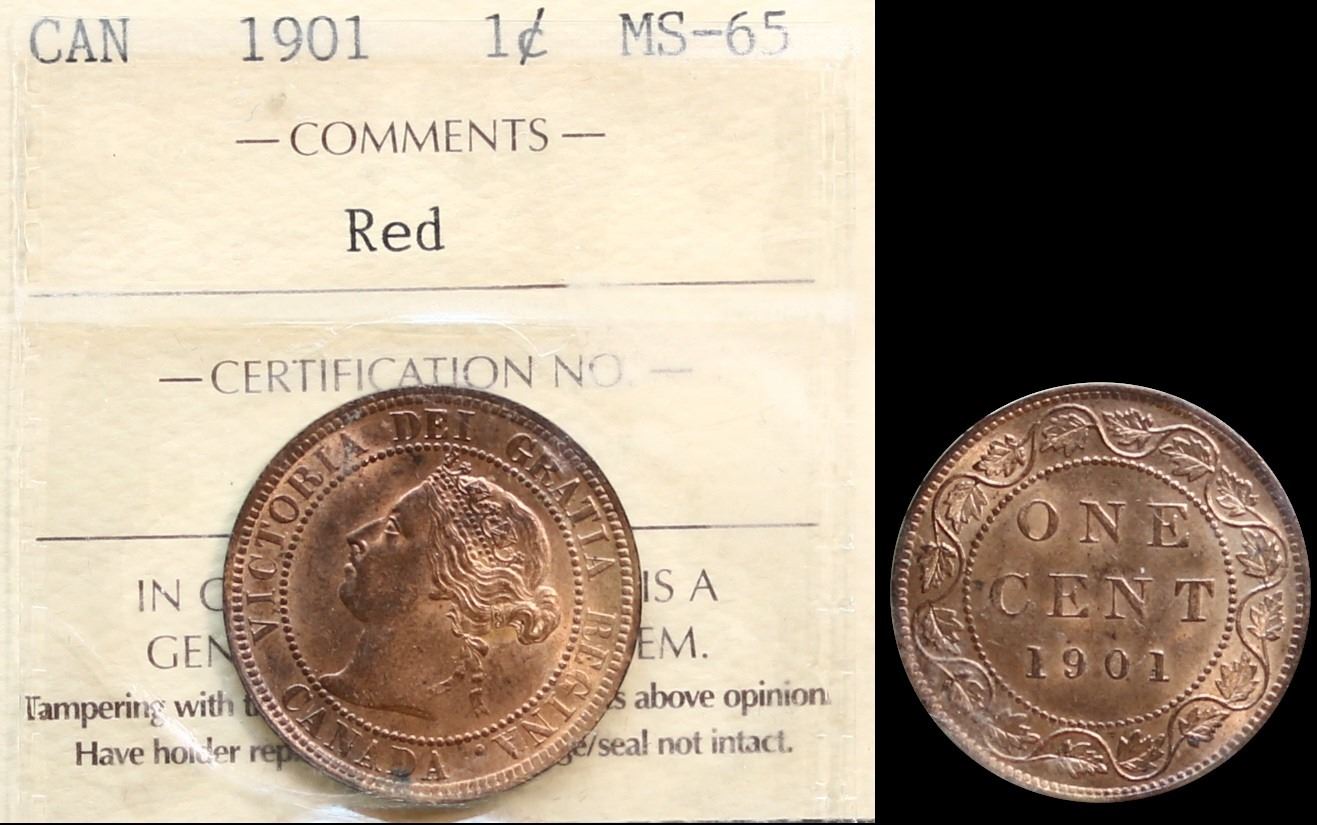 CAN 1901 1¢ MS-65
— COMMENTS —
Red
— CERTIFICATION NO. —
IN IS A
GEN EM.
Tampering with t s above opinion.
Have holder rep e/seal not intact.
VICTORIA DEI GRATIA REGINA
CANADA
ONE
CENT
1901